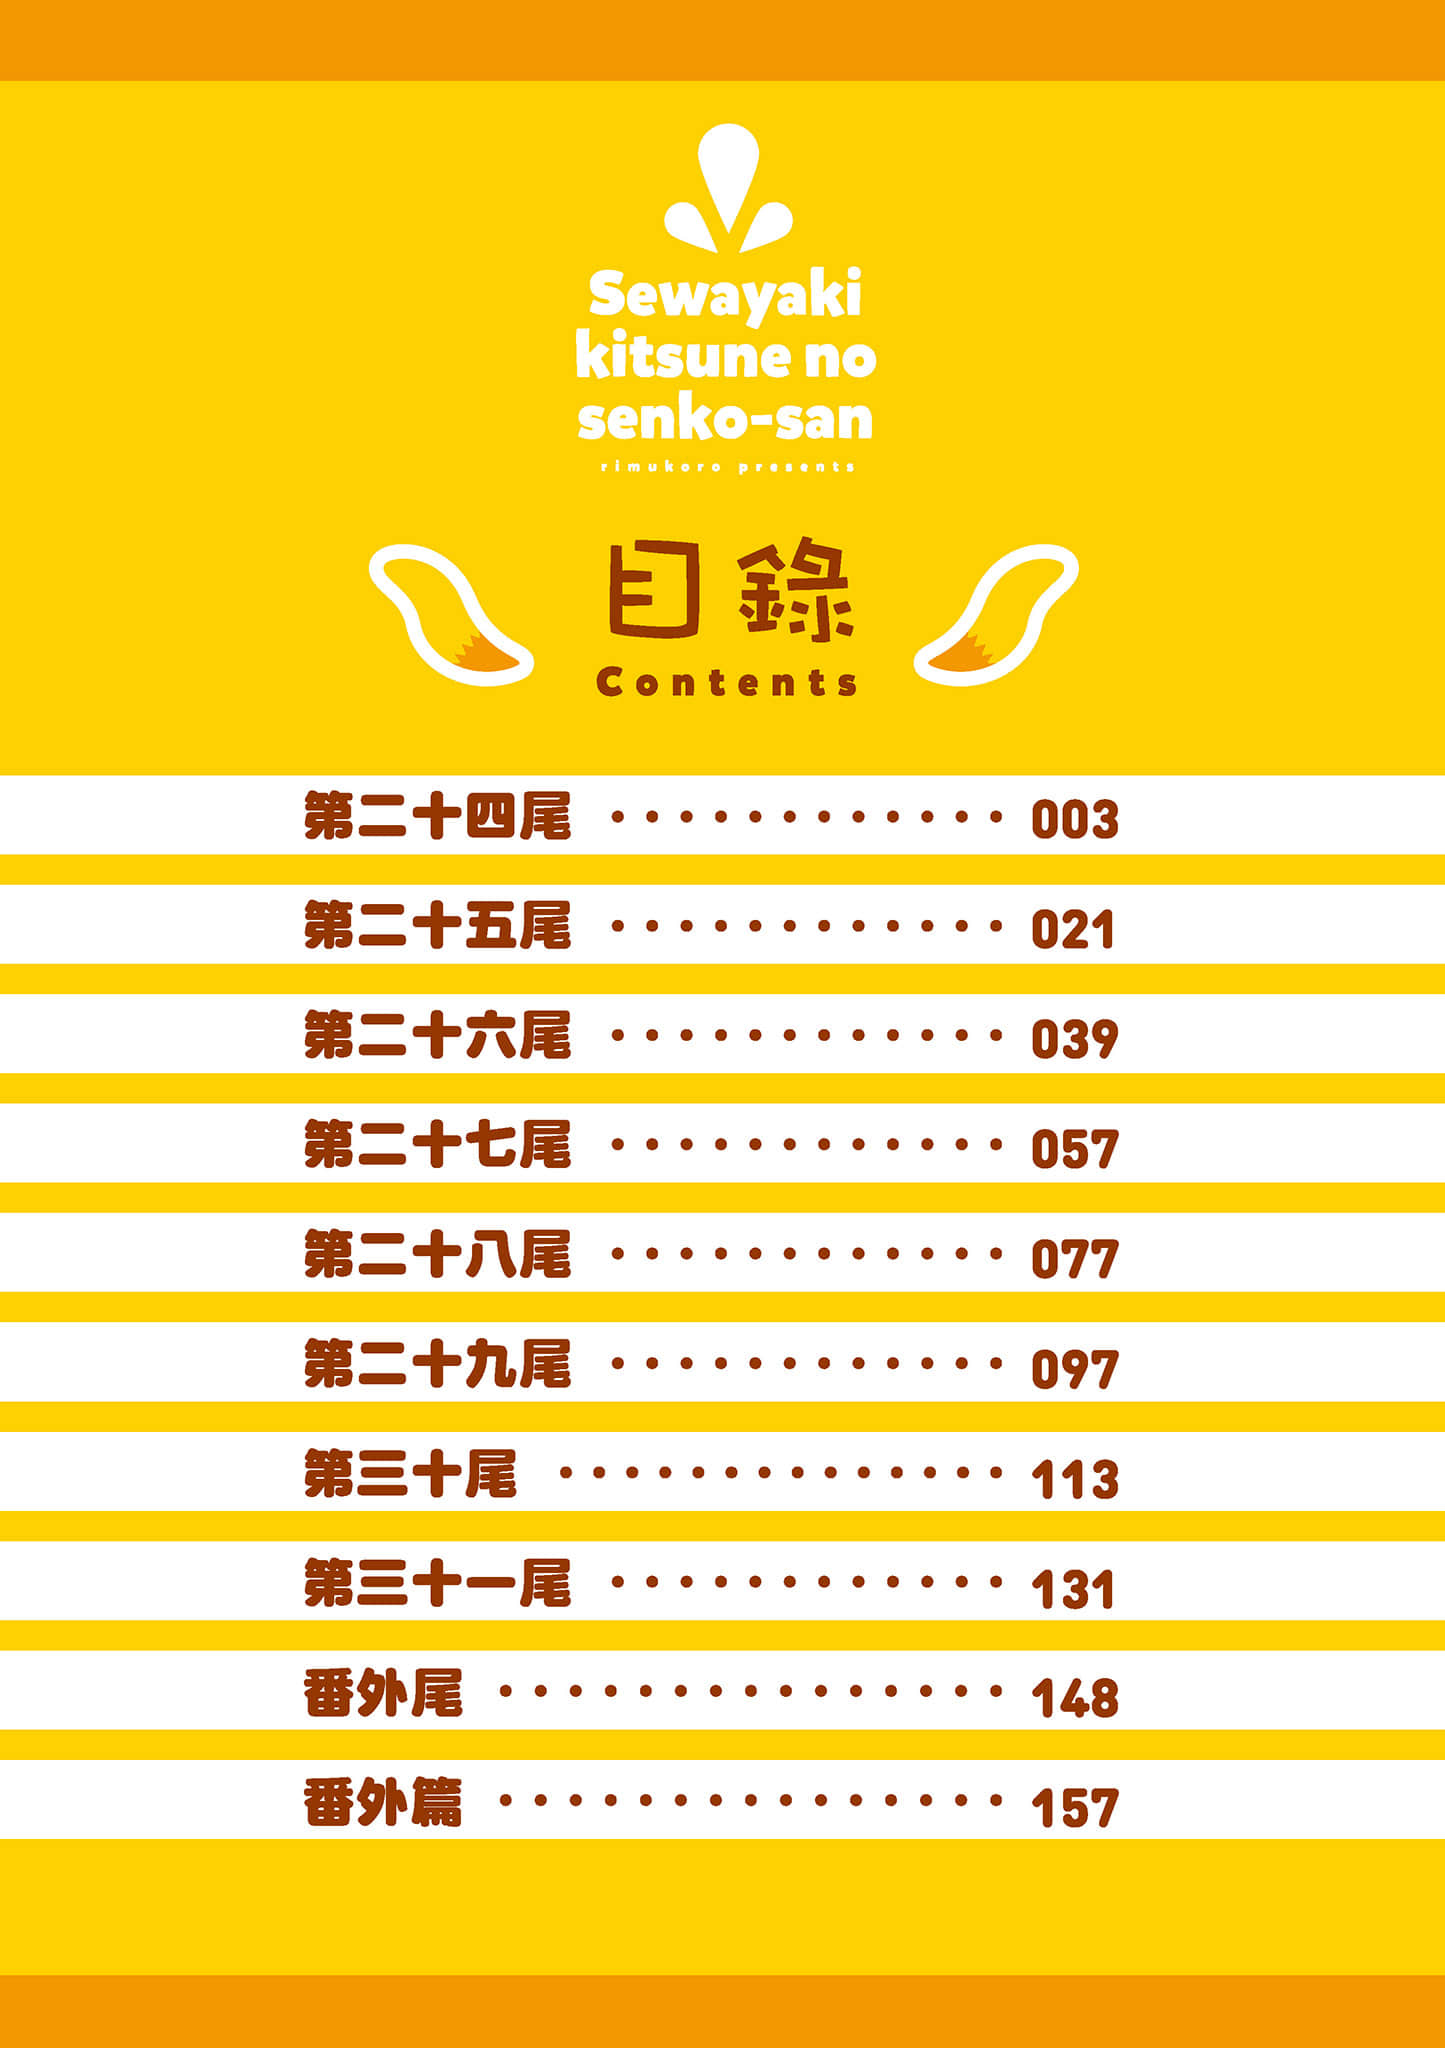 Sewayaki
kitsune no
senko-san
rimukoro presents
目錄
Contents
第二十四尾 ・・・・・・・・・・・・ 003
第二十五尾 ・・・・・・・・・・・・ 021
第二十六尾 ・・・・・・・・・・・・ 039
第二十七尾 ・・・・・・・・・・・・ 057
第二十八尾 ・・・・・・・・・・・・ 077
第二十九尾 ・・・・・・・・・・・・ 097
第三十尾 ・・・・・・・・・・・・・・ 113
第三十一尾 ・・・・・・・・・・・・ 131
番外尾 ・・・・・・・・・・・・・・・ 148
番外篇 ・・・・・・・・・・・・・・・ 157